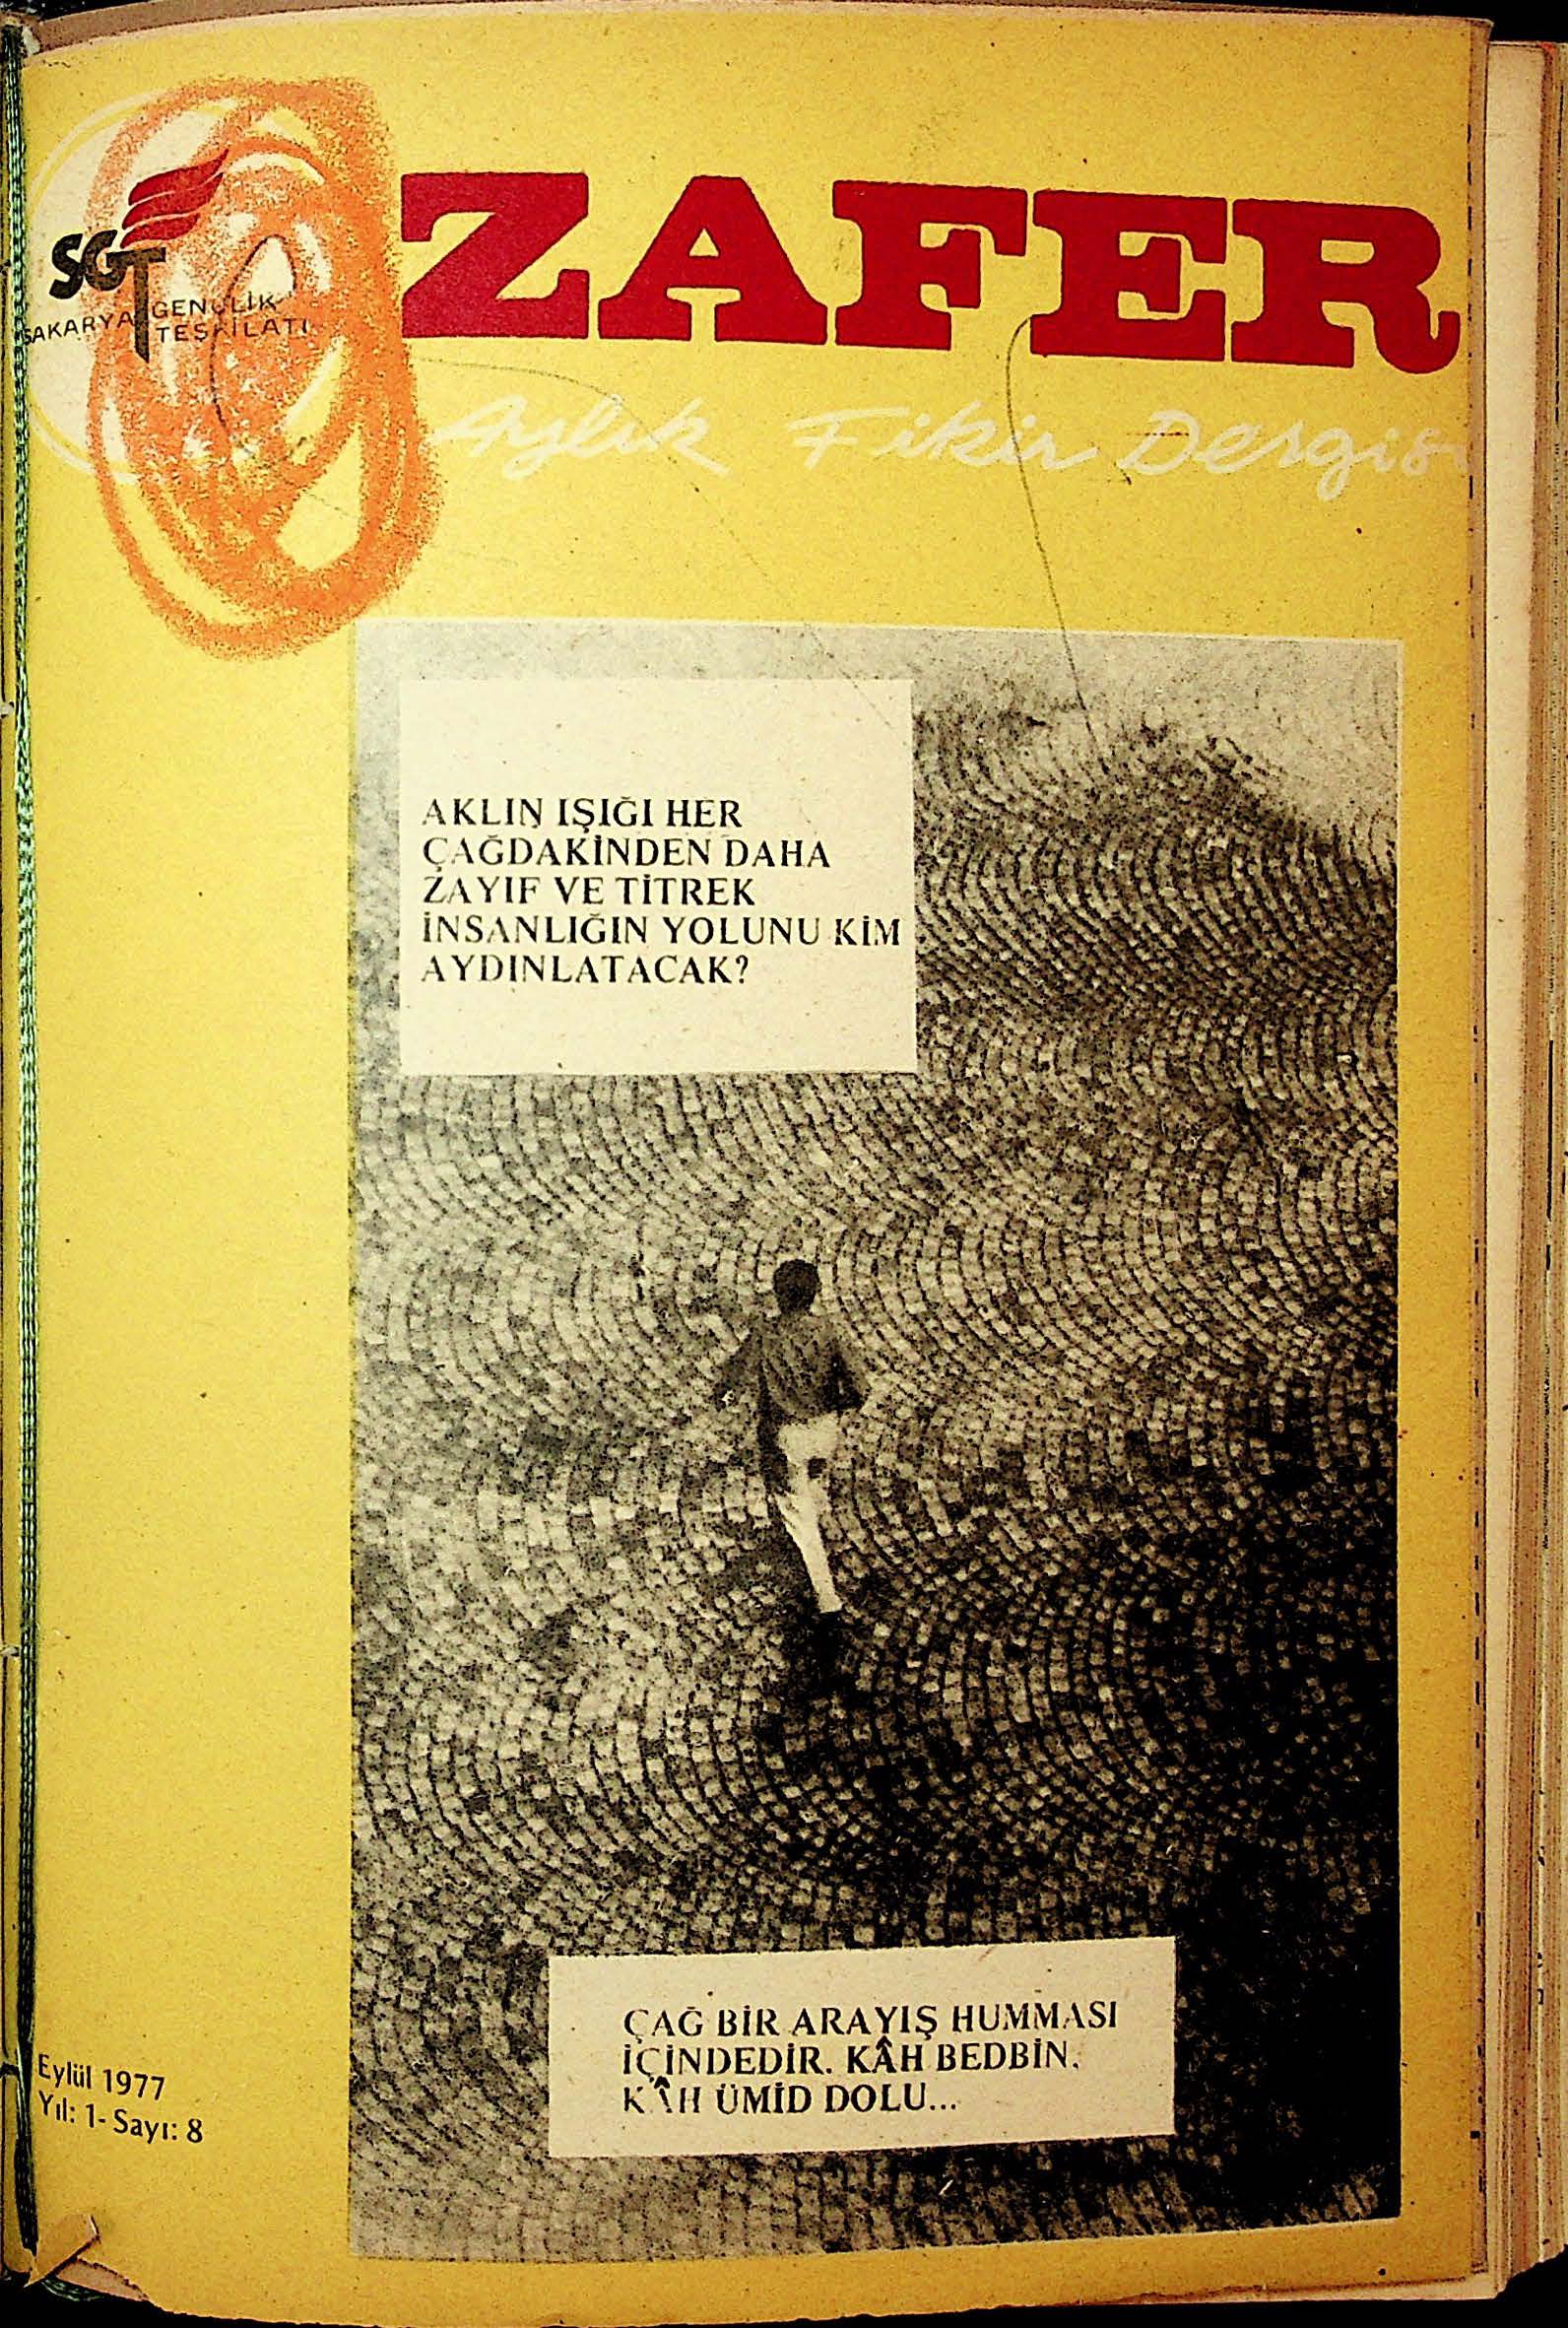 SGT
SAKARYA GENÇLİK
TEŞKİLATI
ZAFER
Aylık Fikir Dergisi
AKLIN IŞIĞI HER
ÇAĞDAKİNDEN DAHA
ZAYIF VE TİTREK
İNSANLIĞIN YOLUNU KİM
AYDINLATACAK?
ÇAĞ BİR ARAYIŞ HUMMASI
İÇİNDEDİR. KÂH BEDBİN,
KÂH ÜMİD DOLU...
Eylül 1977
Yıl: 1- Sayı: 8